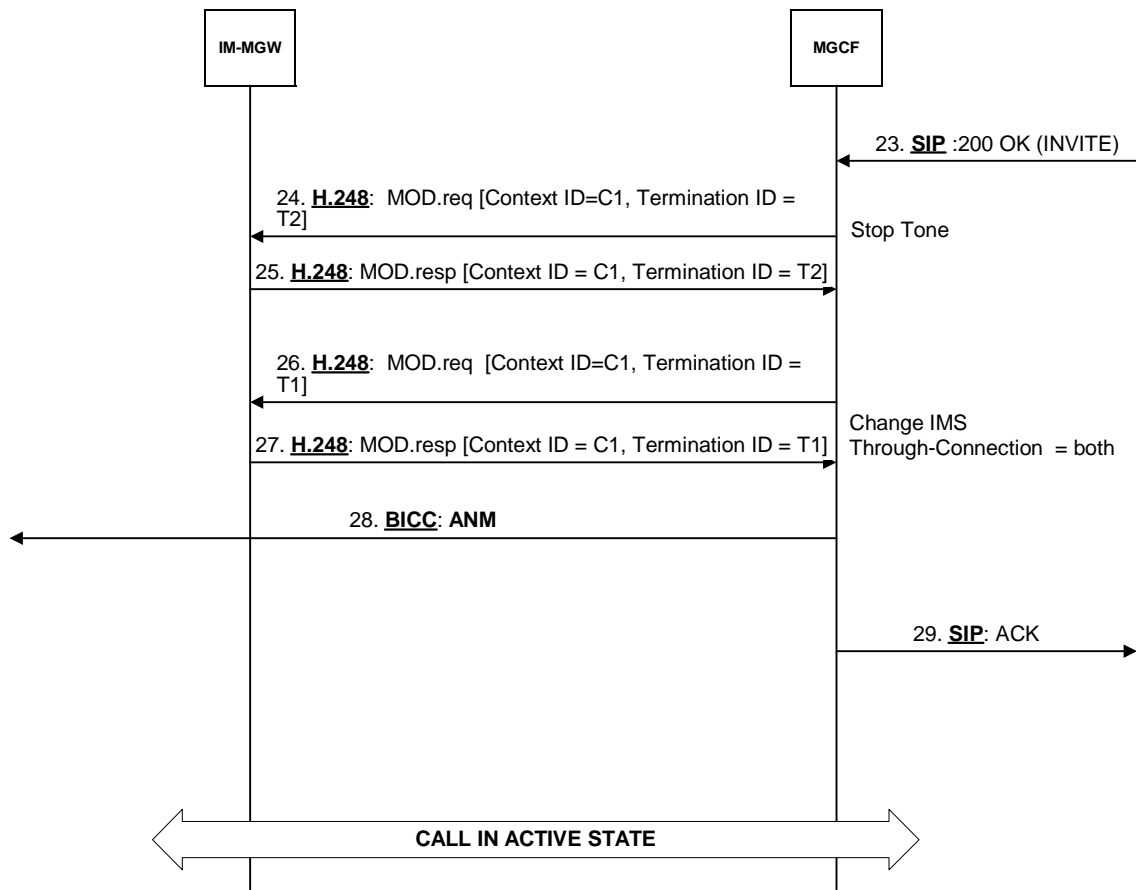 IM-MGW
MGCF
23. SIP :200 OK (INVITE)
24. H.248:  MOD.req [Context ID=C1, Termination ID =
T2]
Stop Tone
25. H.248: MOD.resp [Context ID = C1, Termination ID = T2]
26. H.248:  MOD.req  [Context ID=C1, Termination ID =
T1]
Change IMS
Through-Connection  = both
27. H.248: MOD.resp [Context ID = C1, Termination ID = T1]
28. BICC: ANM
29. SIP: ACK
CALL IN ACTIVE STATE